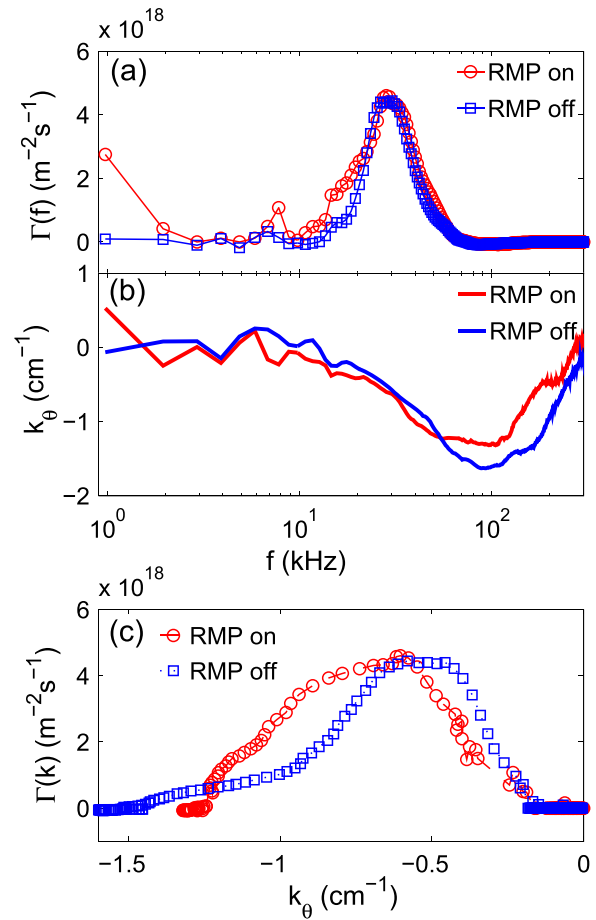 x 10^18
(a)
RMP on
RMP off
Γ(f) (m⁻²s⁻¹)
6
4
2
0
(b)
RMP on
RMP off
k_θ (cm⁻¹)
1
0
−1
−2
10^0
10^1
10^2
f (kHz)
x 10^18
(c)
RMP on
RMP off
Γ(k) (m⁻²s⁻¹)
6
4
2
0
−1.5
−1
−0.5
0
k_θ (cm⁻¹)